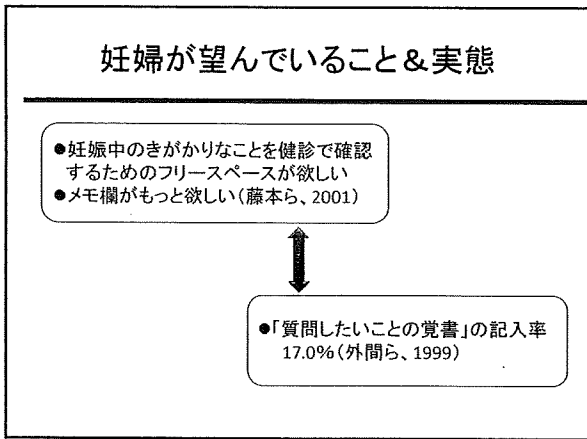 妊婦が望んでいること＆実態
●妊娠中のきがかりなことを健診で確認
するためのフリースペースが欲しい
●メモ欄がもっと欲しい（藤本ら、2001）
●「質問したいことの覚書」の記入率
17.0%（外間ら、1999）